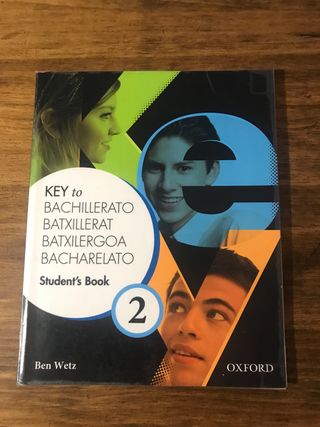 KEY to
BACHILLERATO
BATXILLERAT
BATXILERGOA
BACHARELATO
Student's Book
2
Ben Wetz
OXFORD